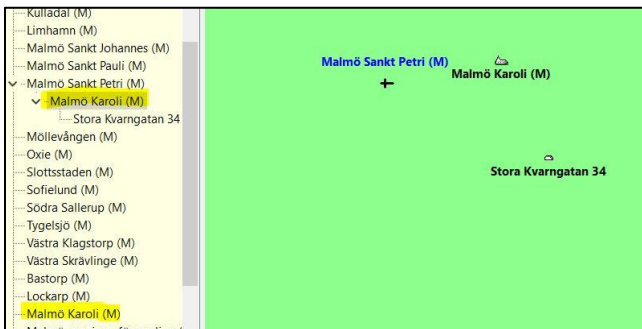 Kulladal (M)
Limhamn (M)
Malmö Sankt Johannes (M)
Malmö Sankt Pauli (M)
Malmö Sankt Petri (M)
Malmö Karoli (M)
Stora Kvarngatan 34
Möllevången (M)
Oxie (M)
Slottsstaden (M)
Sofielund (M)
Södra Sallerup (M)
Tygelsjö (M)
Västra Klagstorp (M)
Västra Skrävlinge (M)
Bastorp (M)
Lockarp (M)
Malmö Karoli (M)
Malmö Sankt Petri (M)
Malmö Karoli (M)
Stora Kvarngatan 34